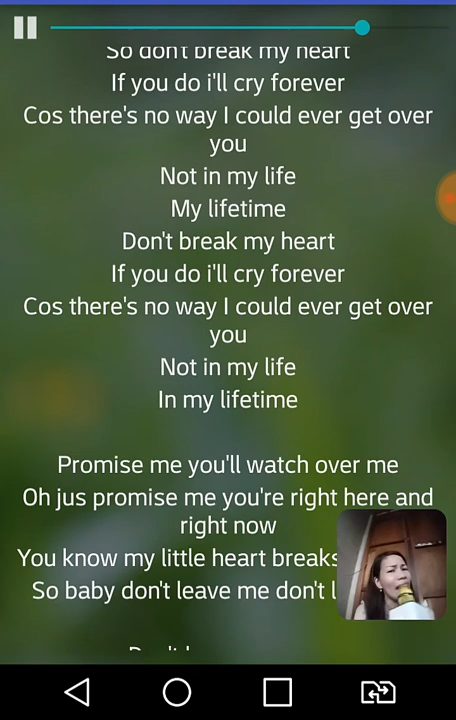 So don't break my heart
If you do i'll cry forever
Cos there's no way I could ever get over
you
Not in my life
My lifetime
Don't break my heart
If you do i'll cry forever
Cos there's no way I could ever get over
you
Not in my life
In my lifetime
Promise me you'll watch over me
Oh jus promise me you're right here and
right now
You know my little heart breaks
So baby don't leave me don't